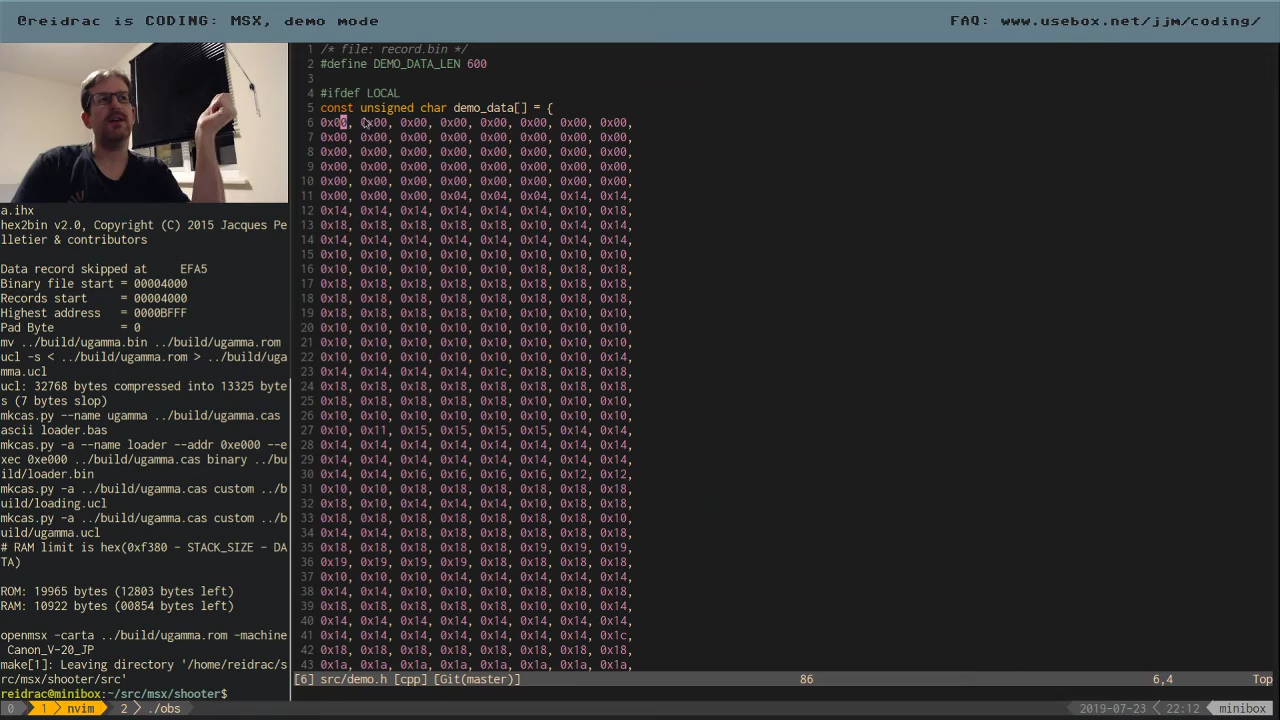 @reidrac is CODING: MSX, demo mode
FAQ: www.usebox.net/jjm/coding/
a.ihx
hex2bin v2.0, Copyright (C) 2015 Jacques Pe
lletier & contributors
Data record skipped at    EFA5
Binary file start = 00004000
Records start     = 00004000
Highest address   = 0000BFFF
Pad Byte          = 0
mv ../build/ugamma.bin ../build/ugamma.rom
ucl -s < ../build/ugamma.rom > ../build/uga
mma.ucl
ucl: 32768 bytes compressed into 13325 byte
s (7 bytes slop)
mkcas.py --name ugamma ../build/ugamma.cas
ascii loader.bas
mkcas.py -a --name loader --addr 0xe000 --e
xec 0xe000 ../build/ugamma.cas binary ../bu
ild/loader.bin
mkcas.py -a ../build/ugamma.cas custom ../b
uild/loading.ucl
mkcas.py -a ../build/ugamma.cas custom ../b
uild/ugamma.ucl
# RAM limit is hex(0xf380 - STACK_SIZE - DA
TA)
ROM: 19965 bytes (12803 bytes left)
RAM: 10922 bytes (00854 bytes left)
openmsx -carta ../build/ugamma.rom -machine
Canon_V-20_JP
make[1]: Leaving directory '/home/reidrac/s
rc/msx/shooter/src'
reidrac@minibox:~/src/msx/shooter$
1 /* file: record.bin */
2 #define DEMO_DATA_LEN 600
3
4 #ifdef LOCAL
5 const unsigned char demo_data[] = {
6 0x00, 0x00, 0x00, 0x00, 0x00, 0x00, 0x00, 0x00,
7 0x00, 0x00, 0x00, 0x00, 0x00, 0x00, 0x00, 0x00,
8 0x00, 0x00, 0x00, 0x00, 0x00, 0x00, 0x00, 0x00,
9 0x00, 0x00, 0x00, 0x00, 0x00, 0x00, 0x00, 0x00,
10 0x00, 0x00, 0x00, 0x00, 0x00, 0x00, 0x00, 0x00,
11 0x00, 0x00, 0x00, 0x04, 0x04, 0x04, 0x14, 0x14,
12 0x14, 0x14, 0x14, 0x14, 0x14, 0x14, 0x10, 0x18,
13 0x18, 0x18, 0x18, 0x18, 0x18, 0x10, 0x14, 0x14,
14 0x14, 0x14, 0x14, 0x14, 0x14, 0x14, 0x14, 0x14,
15 0x10, 0x10, 0x10, 0x10, 0x10, 0x10, 0x10, 0x10,
16 0x10, 0x10, 0x10, 0x10, 0x10, 0x18, 0x18, 0x18,
17 0x18, 0x18, 0x18, 0x18, 0x18, 0x18, 0x18, 0x18,
18 0x18, 0x18, 0x18, 0x18, 0x18, 0x18, 0x18, 0x18,
19 0x18, 0x18, 0x18, 0x18, 0x10, 0x10, 0x10, 0x10,
20 0x10, 0x10, 0x10, 0x10, 0x10, 0x10, 0x10, 0x10,
21 0x10, 0x10, 0x10, 0x10, 0x10, 0x10, 0x10, 0x10,
22 0x10, 0x10, 0x10, 0x10, 0x10, 0x10, 0x10, 0x14,
23 0x14, 0x14, 0x14, 0x14, 0x1c, 0x18, 0x18, 0x18,
24 0x18, 0x18, 0x18, 0x18, 0x18, 0x18, 0x18, 0x18,
25 0x18, 0x18, 0x18, 0x18, 0x18, 0x10, 0x10, 0x10,
26 0x10, 0x10, 0x10, 0x10, 0x10, 0x10, 0x10, 0x10,
27 0x10, 0x11, 0x15, 0x15, 0x15, 0x15, 0x14, 0x14,
28 0x14, 0x14, 0x14, 0x14, 0x14, 0x14, 0x14, 0x14,
29 0x14, 0x14, 0x14, 0x14, 0x14, 0x14, 0x14, 0x14,
30 0x14, 0x14, 0x16, 0x16, 0x16, 0x16, 0x12, 0x12,
31 0x10, 0x10, 0x18, 0x18, 0x18, 0x18, 0x18, 0x18,
32 0x18, 0x10, 0x14, 0x14, 0x14, 0x10, 0x18, 0x18,
33 0x18, 0x18, 0x18, 0x18, 0x18, 0x18, 0x18, 0x10,
34 0x14, 0x14, 0x18, 0x18, 0x18, 0x18, 0x18, 0x18,
35 0x18, 0x18, 0x18, 0x18, 0x18, 0x19, 0x19, 0x19,
36 0x19, 0x19, 0x19, 0x19, 0x18, 0x18, 0x18, 0x10,
37 0x10, 0x10, 0x10, 0x14, 0x14, 0x14, 0x14, 0x14,
38 0x14, 0x14, 0x10, 0x10, 0x10, 0x18, 0x18, 0x18,
39 0x18, 0x18, 0x18, 0x18, 0x18, 0x10, 0x10, 0x14,
40 0x14, 0x14, 0x14, 0x14, 0x14, 0x14, 0x14, 0x14,
41 0x14, 0x14, 0x14, 0x14, 0x14, 0x14, 0x14, 0x1c,
42 0x18, 0x18, 0x18, 0x18, 0x18, 0x18, 0x18, 0x18,
43 0x1a, 0x1a, 0x1a, 0x1a, 0x1a, 0x1a, 0x1a, 0x1a,
[6] src/demo.h [cpp] [Git(master)] 86 6,4 Top
0 1 nvim 2 ./obs 2019-07-23 22:12 minibox